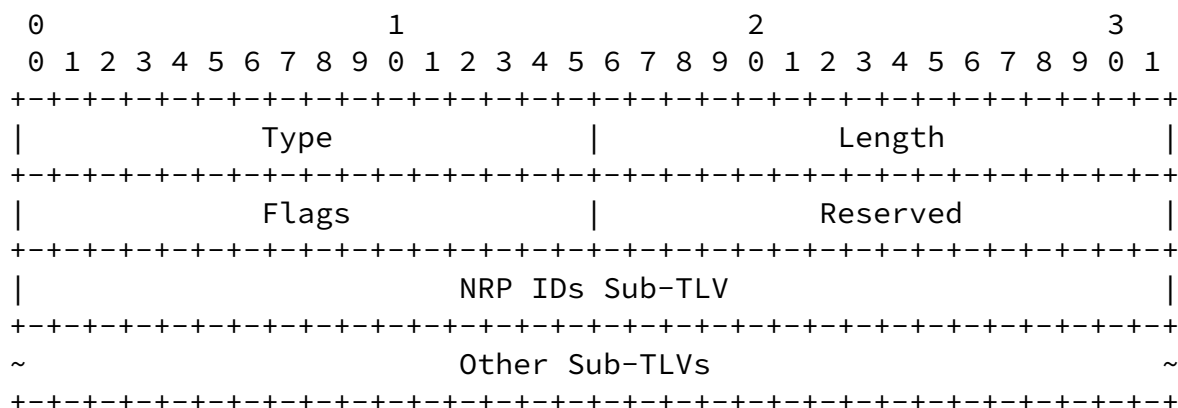 0                   1                   2                   3
 0 1 2 3 4 5 6 7 8 9 0 1 2 3 4 5 6 7 8 9 0 1 2 3 4 5 6 7 8 9 0 1
+-+-+-+-+-+-+-+-+-+-+-+-+-+-+-+-+-+-+-+-+-+-+-+-+-+-+-+-+-+-+-+-+
|             Type              |             Length            |
+-+-+-+-+-+-+-+-+-+-+-+-+-+-+-+-+-+-+-+-+-+-+-+-+-+-+-+-+-+-+-+-+
|             Flags             |            Reserved           |
+-+-+-+-+-+-+-+-+-+-+-+-+-+-+-+-+-+-+-+-+-+-+-+-+-+-+-+-+-+-+-+-+
|                        NRP IDs Sub-TLV                        |
+-+-+-+-+-+-+-+-+-+-+-+-+-+-+-+-+-+-+-+-+-+-+-+-+-+-+-+-+-+-+-+-+
~                        Other Sub-TLVs                         ~
+-+-+-+-+-+-+-+-+-+-+-+-+-+-+-+-+-+-+-+-+-+-+-+-+-+-+-+-+-+-+-+-+